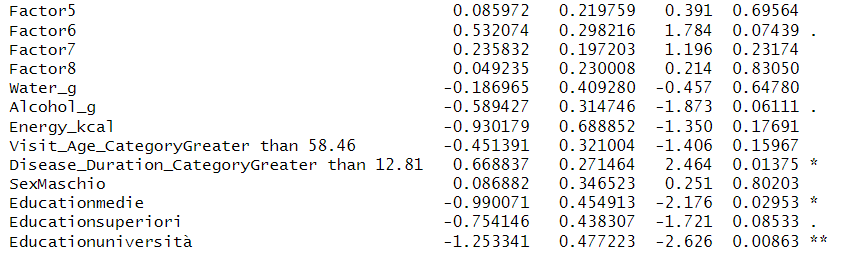 Factor5 0.085972 0.219759 0.391 0.69564
Factor6 0.532074 0.298216 1.784 0.07439 .
Factor7 0.235832 0.197203 1.196 0.23174
Factor8 0.049235 0.230008 0.214 0.83050
Water_g -0.186965 0.409280 -0.457 0.64780
Alcohol_g -0.589427 0.314746 -1.873 0.06111 .
Energy_kcal -0.930179 0.688852 -1.350 0.17691
Visit_Age_CategoryGreater than 58.46 -0.451391 0.321004 -1.406 0.15967
Disease_Duration_CategoryGreater than 12.81 0.668837 0.271464 2.464 0.01375 *
SexMaschio 0.086882 0.346523 0.251 0.80203
Educationmedie -0.990071 0.454913 -2.176 0.02953 *
Educationsuperiori -0.754146 0.438307 -1.721 0.08533 .
Educationuniversità -1.253341 0.477223 -2.626 0.00863 **